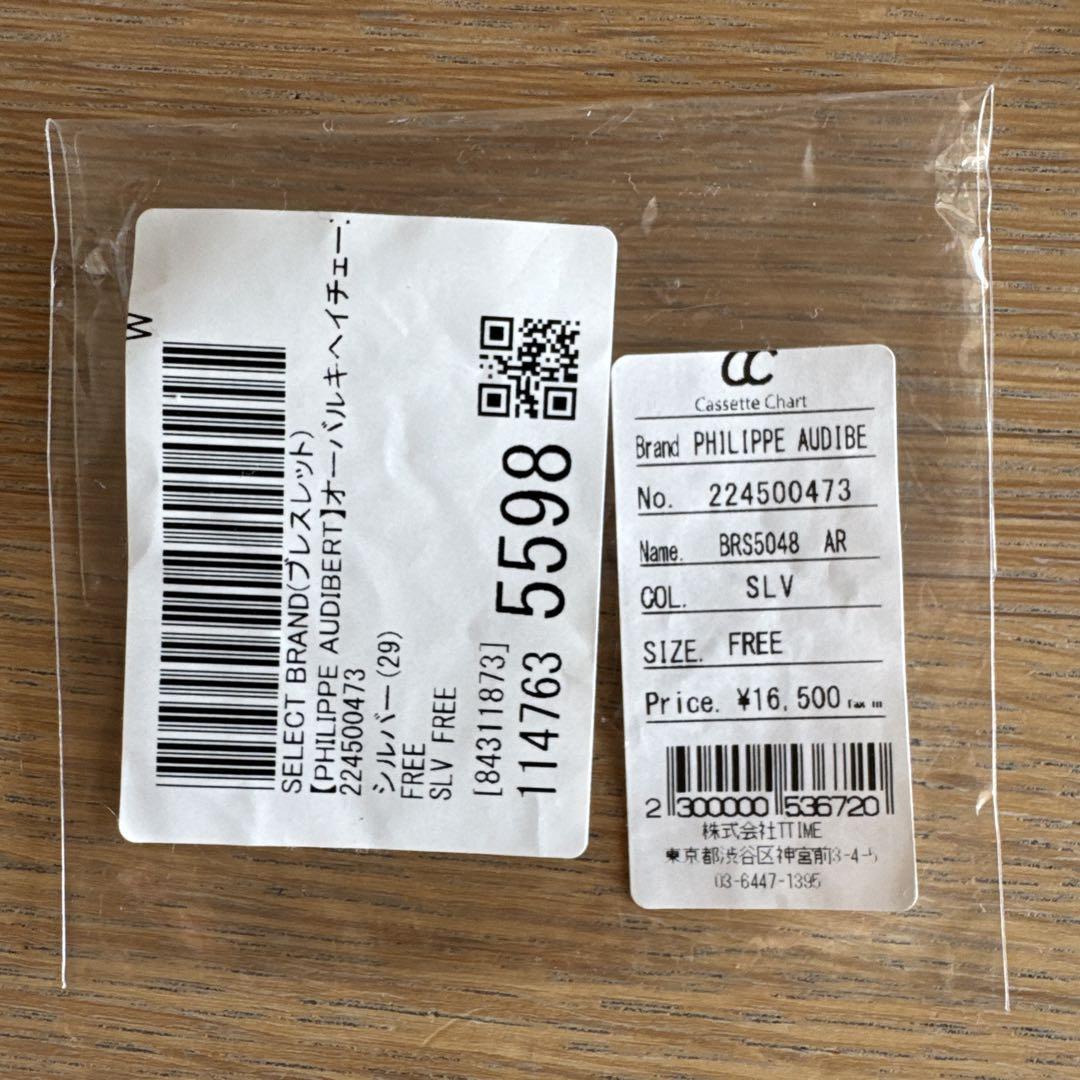 W
SELECT BRAND(ブレスレット)
【PHILIPPE AUDIBERT】オーバルキヘイチェー
224500473
シルバー(29)
FREE
SLV FREE
[84311873]
114763 5598
CC
Cassette Chart
Brand PHILIPPE AUDIBE
No. 224500473
Name. BRS5048 AR
COL. SLV
SIZE. FREE
Price. ¥16,500 Tax in
2 300000 536720
株式会社TTIME
東京都渋谷区神宮前3-4-5
03-6447-1395